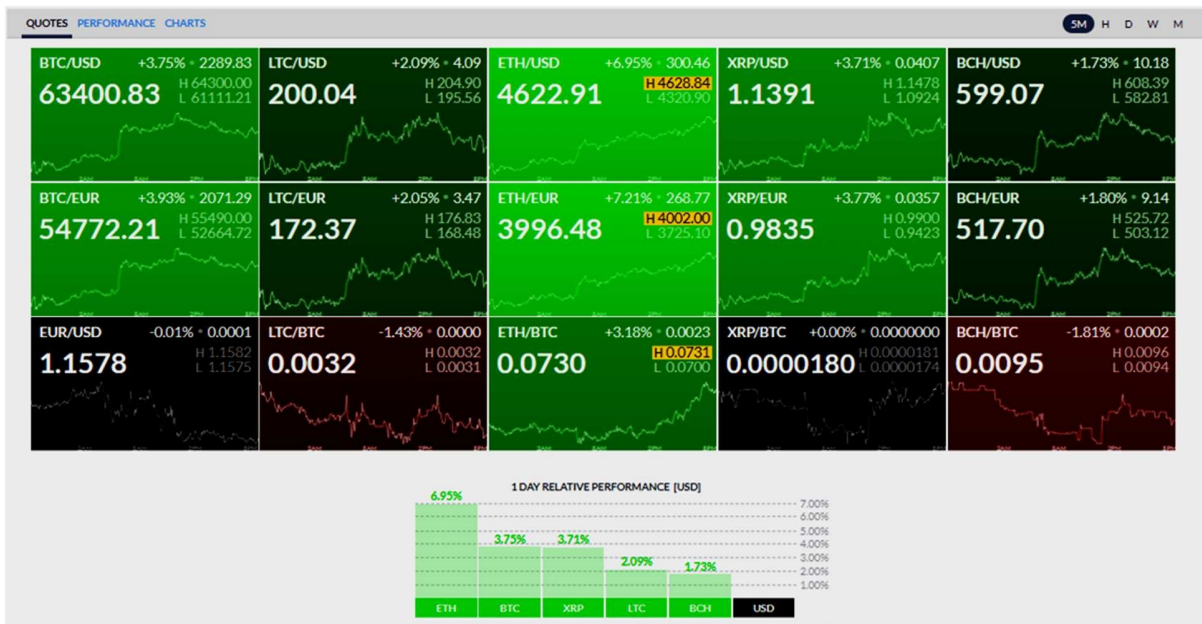 QUOTES PERFORMANCE CHARTS
5M H D W M
BTC/USD +3.75% • 2289.83
63400.83 H 64300.00
L 61111.21
LTC/USD +2.09% • 4.09
200.04 H 204.90
L 195.56
ETH/USD +6.95% • 300.46
4622.91 H 4628.84
L 4320.90
XRP/USD +3.71% • 0.0407
1.1391 H 1.1478
L 1.0924
BCH/USD +1.73% • 10.18
599.07 H 608.39
L 582.81
BTC/EUR +3.93% • 2071.29
54772.21 H 55490.00
L 52664.72
LTC/EUR +2.05% • 3.47
172.37 H 176.83
L 168.48
ETH/EUR +7.21% • 268.77
3996.48 H 4002.00
L 3725.10
XRP/EUR +3.77% • 0.0357
0.9835 H 0.9900
L 0.9423
BCH/EUR +1.80% • 9.14
517.70 H 525.72
L 503.12
EUR/USD -0.01% • 0.0001
1.1578 H 1.1582
L 1.1575
LTC/BTC -1.43% • 0.0000
0.0032 H 0.0032
L 0.0031
ETH/BTC +3.18% • 0.0023
0.0730 H 0.0731
L 0.0700
XRP/BTC +0.00% • 0.0000000
0.0000180 H 0.0000181
L 0.0000174
BCH/BTC -1.81% • 0.0002
0.0095 H 0.0096
L 0.0094
1 DAY RELATIVE PERFORMANCE [USD]
6.95%
3.75%
3.71%
2.09%
1.73%
7.00%
6.00%
5.00%
4.00%
3.00%
2.00%
1.00%
ETH BTC XRP LTC BCH USD